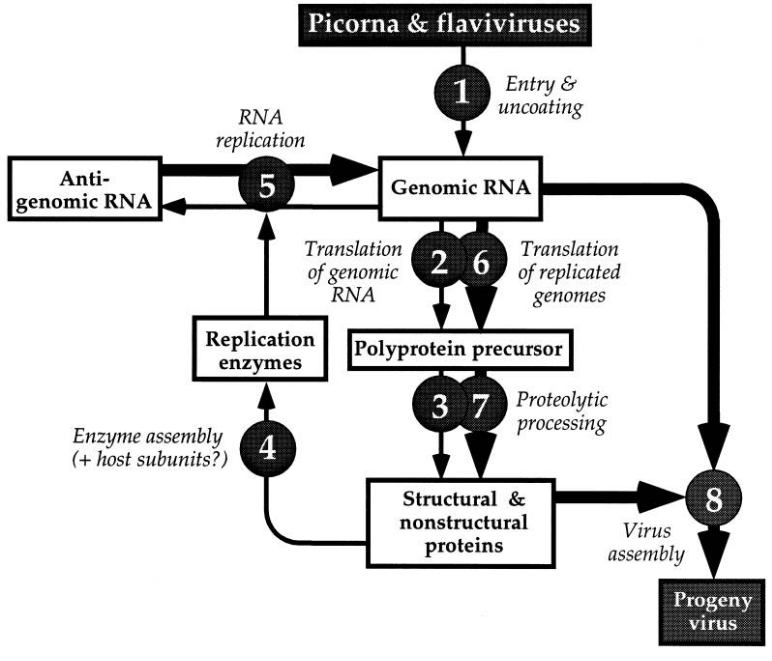 Picorna & flaviviruses
1
Entry &
uncoating
RNA
replication
Anti-
genomic RNA
5
Genomic RNA
Translation
of genomic
RNA
2
6
Translation
of replicated
genomes
Replication
enzymes
Polyprotein precursor
3
7
Proteolytic
processing
Enzyme assembly
(+ host subunits?)
4
Structural &
nonstructural
proteins
8
Virus
assembly
Progeny
virus